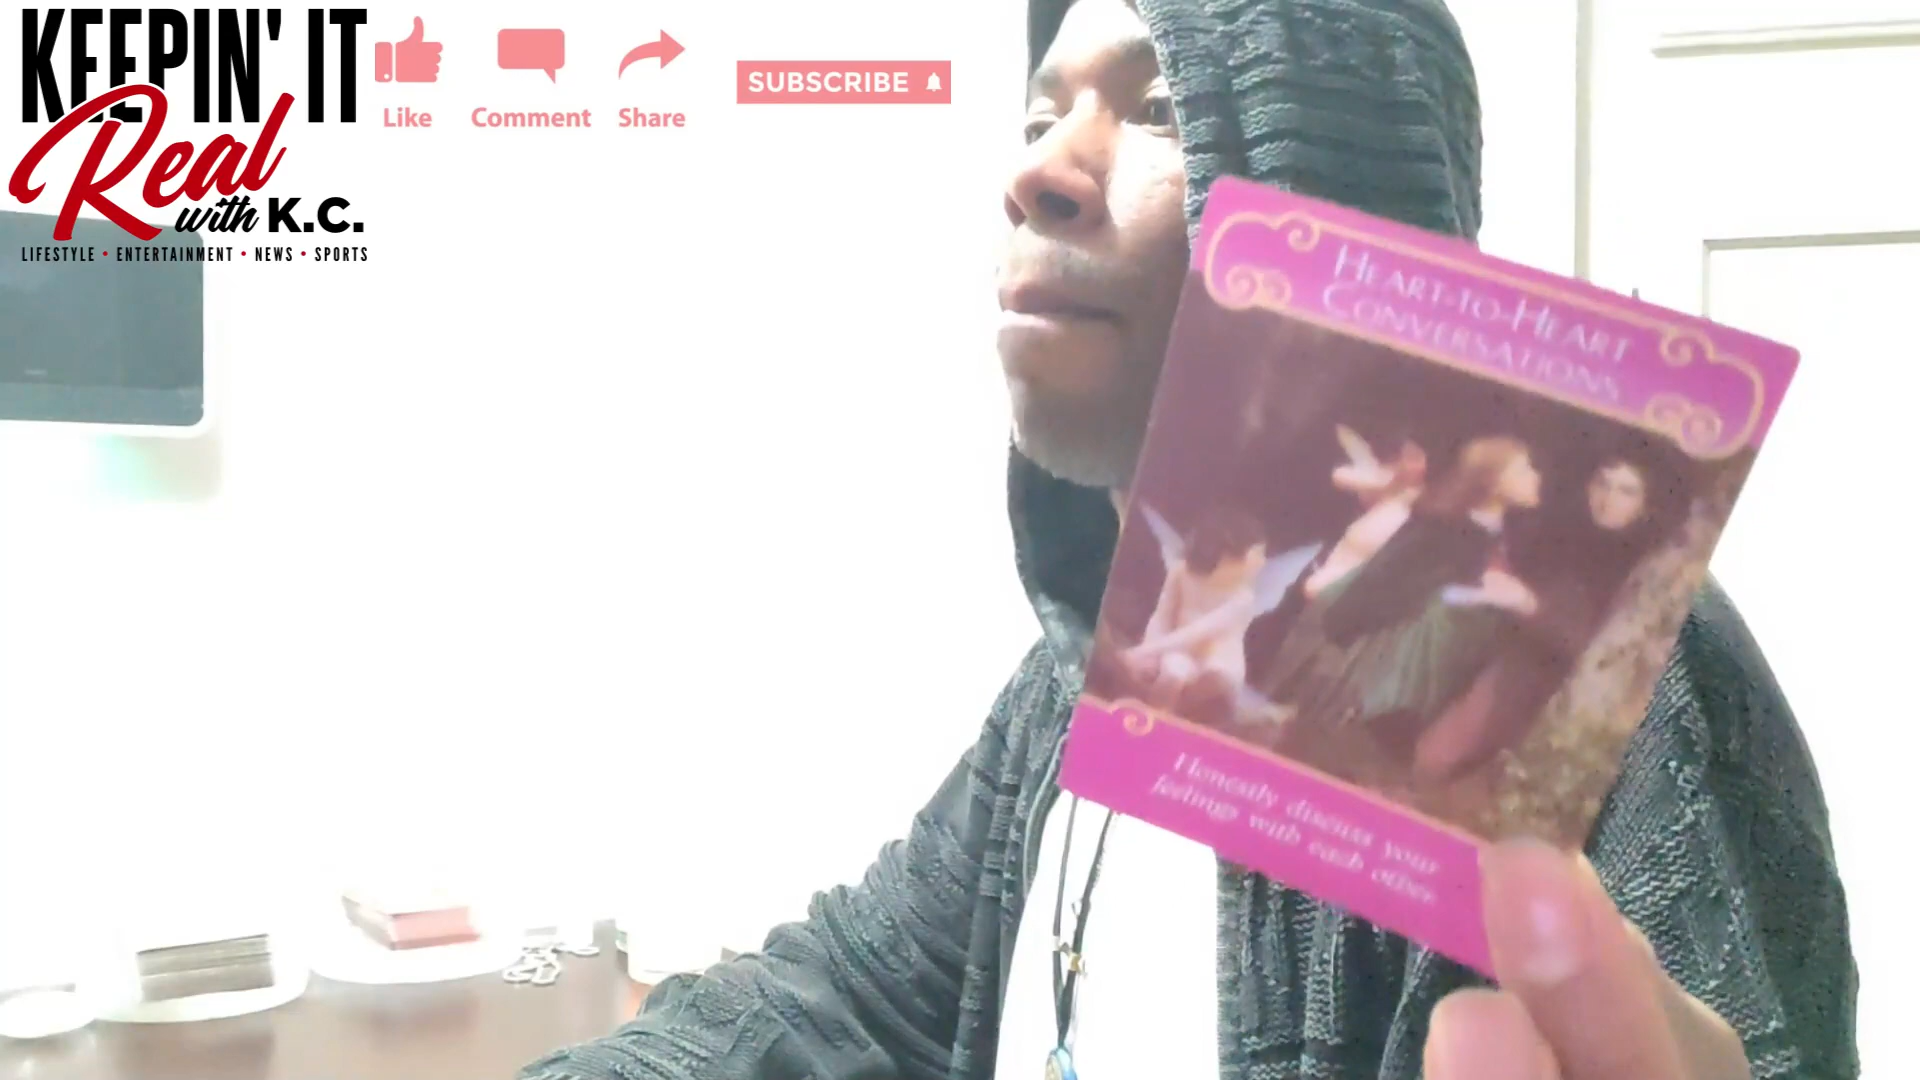 KEEPIN' IT
Real
with K.C.
LIFESTYLE • ENTERTAINMENT • NEWS • SPORTS
Like
Comment
Share
SUBSCRIBE
HEART-TO-HEART
CONVERSATIONS
Honestly discuss your
feelings with each other